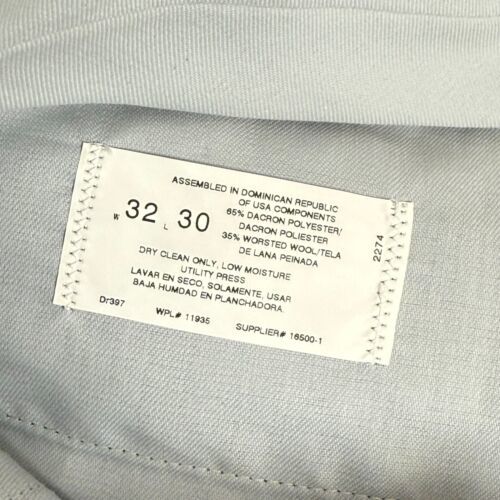 ASSEMBLED IN DOMINICAN REPUBLIC
OF USA COMPONENTS
W 32 L 30
65% DACRON POLYESTER/
DACRON POLIESTER
35% WORSTED WOOL/TELA
DE LANA PEINADA
DRY CLEAN ONLY, LOW MOISTURE
UTILITY PRESS
LAVAR EN SECO, SOLAMENTE, USAR
BAJA HUMDAD EN PLANCHADORA.
Dr397
WPL# 11935 SUPPLIER# 16500-1
2274